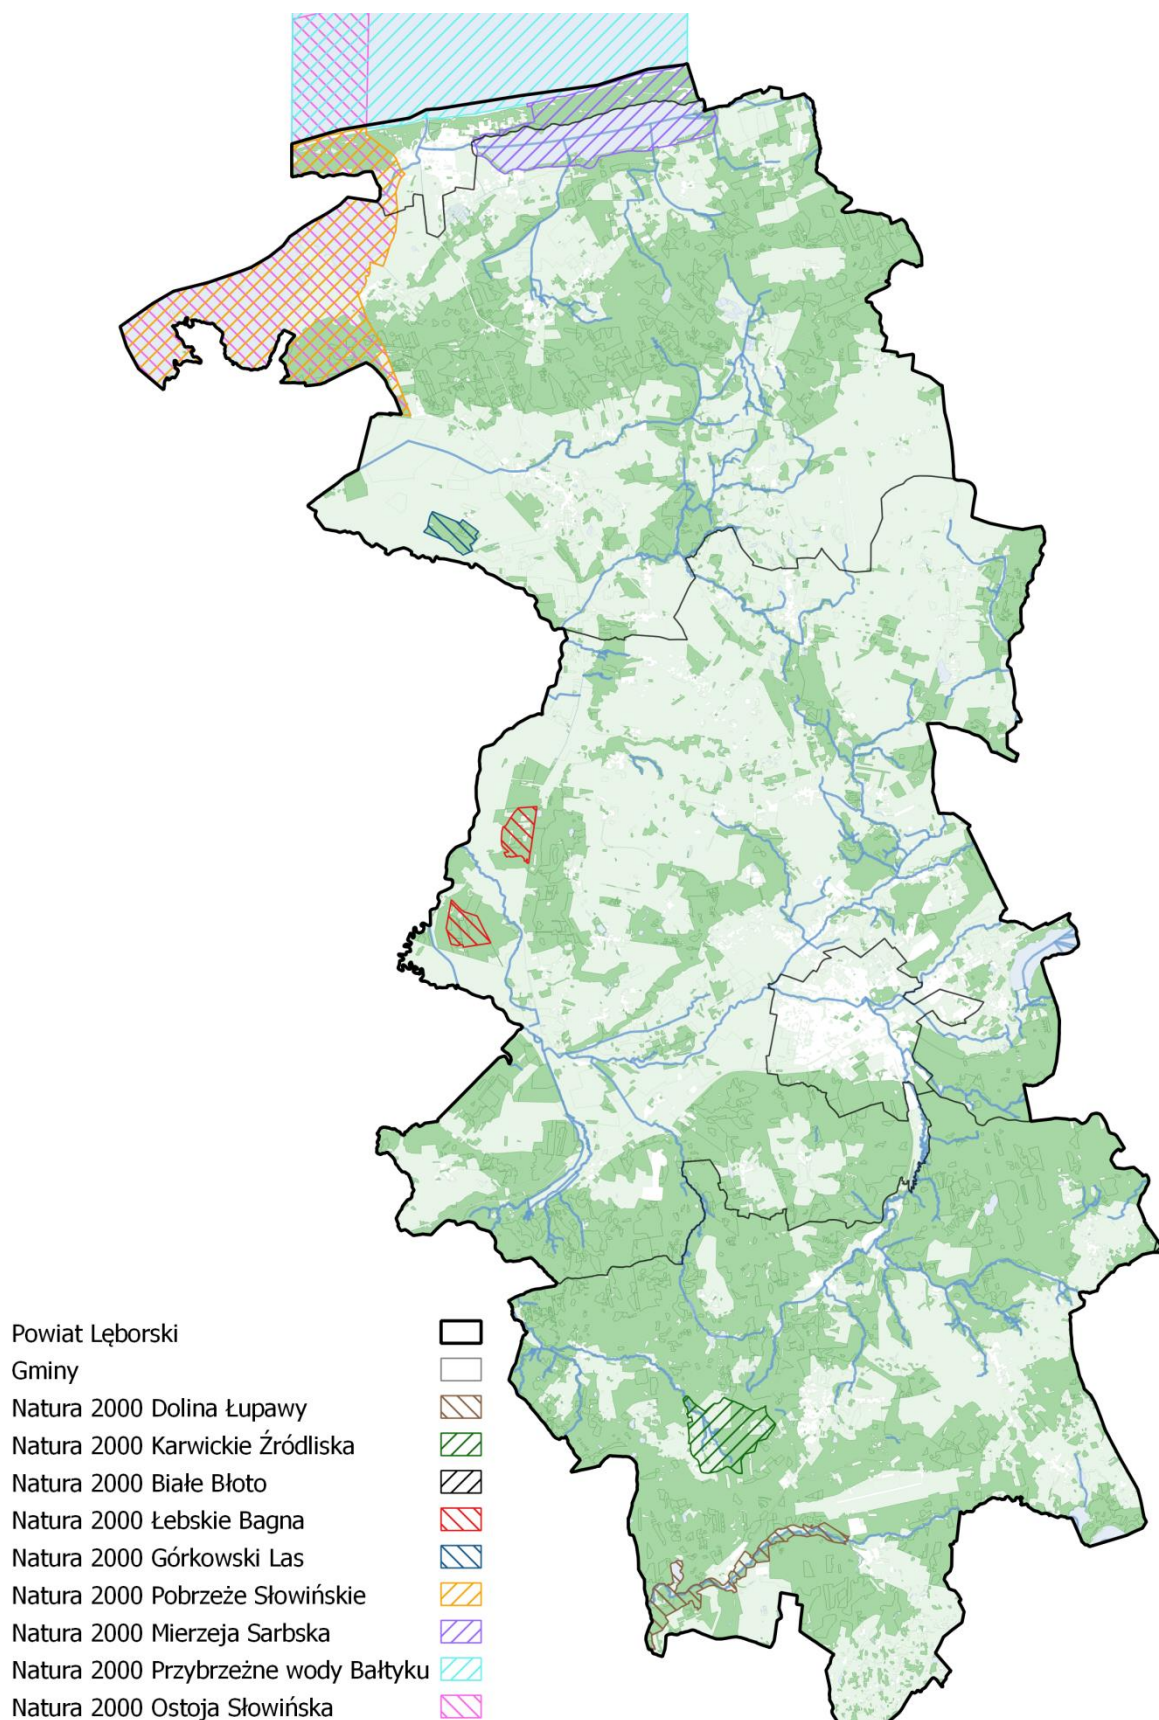 Powiat Lęborski
Gminy
Natura 2000 Dolina Łupawy
Natura 2000 Karwickie Źródliska
Natura 2000 Białe Błoto
Natura 2000 Łebskie Bagna
Natura 2000 Górkowski Las
Natura 2000 Pobrzeże Słowińskie
Natura 2000 Mierzeja Sarbska
Natura 2000 Przybrzeżne wody Bałtyku
Natura 2000 Ostoja Słowińska